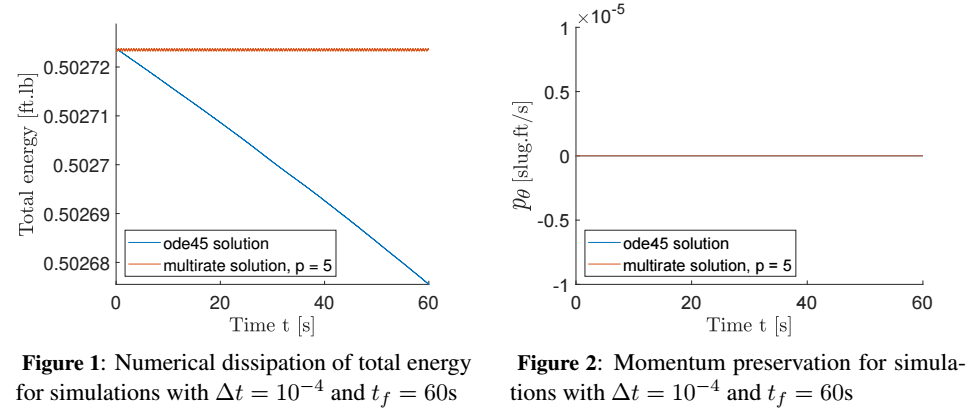 Total energy [ft.lb]
0.50272
0.50271
0.5027
0.50269
0.50268
ode45 solution
multirate solution, p = 5
0 20 40 60
Time t [s]
Figure 1: Numerical dissipation of total energy
for simulations with Δt = 10⁻⁴ and t_f = 60s
×10⁻⁵
p_θ [slug.ft/s]
1
0.5
0
-0.5
-1
ode45 solution
multirate solution, p = 5
0 20 40 60
Time t [s]
Figure 2: Momentum preservation for simula-
tions with Δt = 10⁻⁴ and t_f = 60s